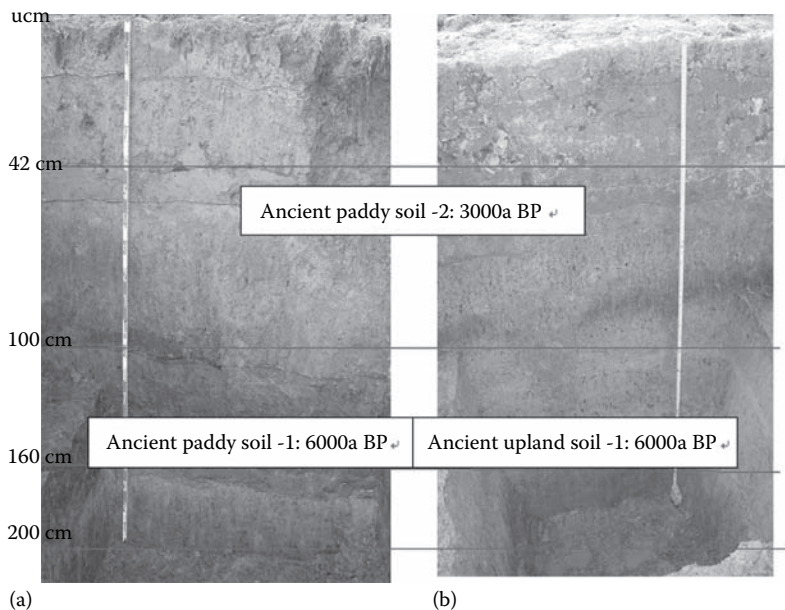 ucm
42 cm
Ancient paddy soil -2: 3000a BP ↵
100 cm
Ancient paddy soil -1: 6000a BP↵
Ancient upland soil -1: 6000a BP↵
160 cm
200 cm
(a)
(b)